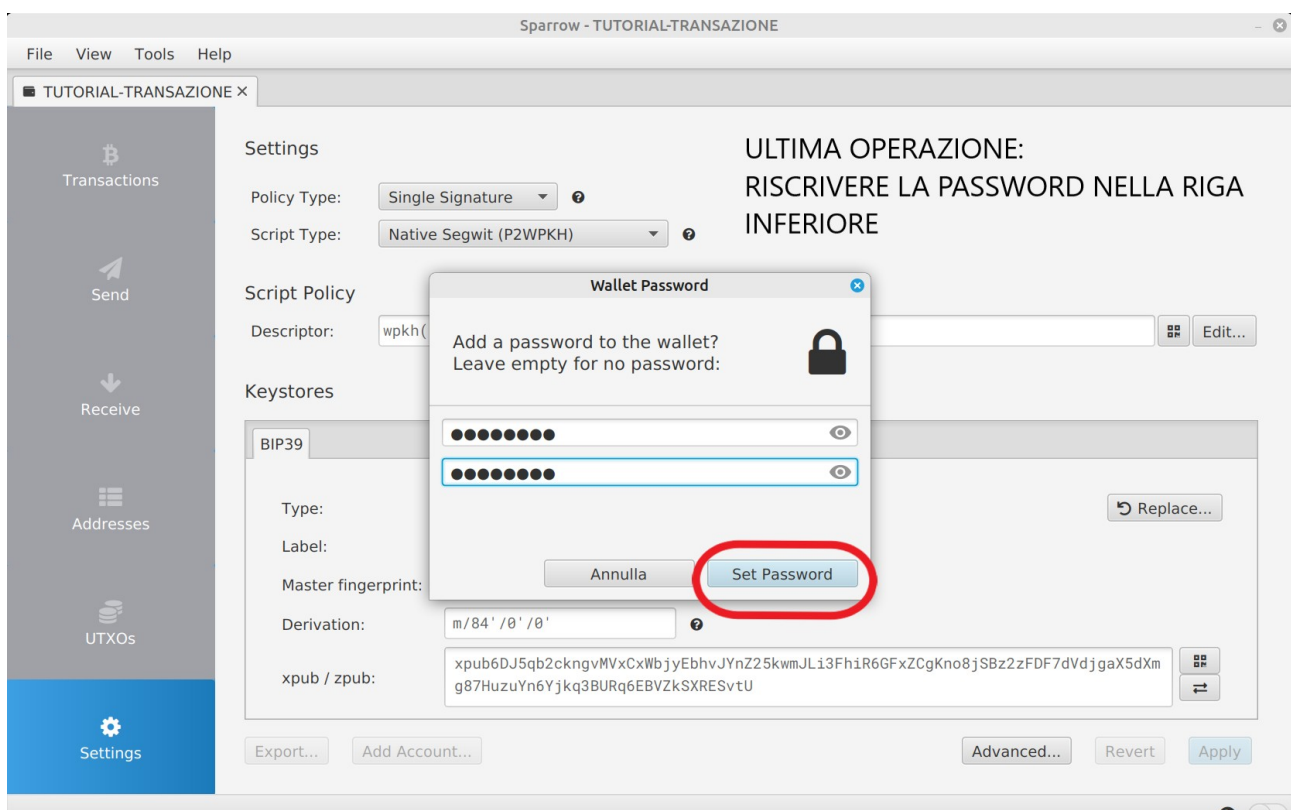 Sparrow - TUTORIAL-TRANSAZIONE
File View Tools Help
TUTORIAL-TRANSAZIONE
Transactions
Send
Receive
Addresses
UTXOs
Settings
Settings
Policy Type: Single Signature
Script Type: Native Segwit (P2WPKH)
ULTIMA OPERAZIONE:
RISCRIVERE LA PASSWORD NELLA RIGA
INFERIORE
Script Policy
Descriptor: wpkh( Edit...
Wallet Password
Add a password to the wallet?
Leave empty for no password:
Annulla Set Password
Keystores
BIP39
Type: Replace...
Label:
Master fingerprint:
Derivation: m/84'/0'/0'
xpub / zpub: xpub6DJ5qb2ckngvMVxCxWbjyEbhvJYnZ25kwmJLi3FhiR6GFxZCgKno8jSBz2zFDF7dVdjgaX5dXm
g87HuzuYn6Yjkq3BURq6EBVZkSXRESvtU
Export... Add Account... Advanced... Revert Apply